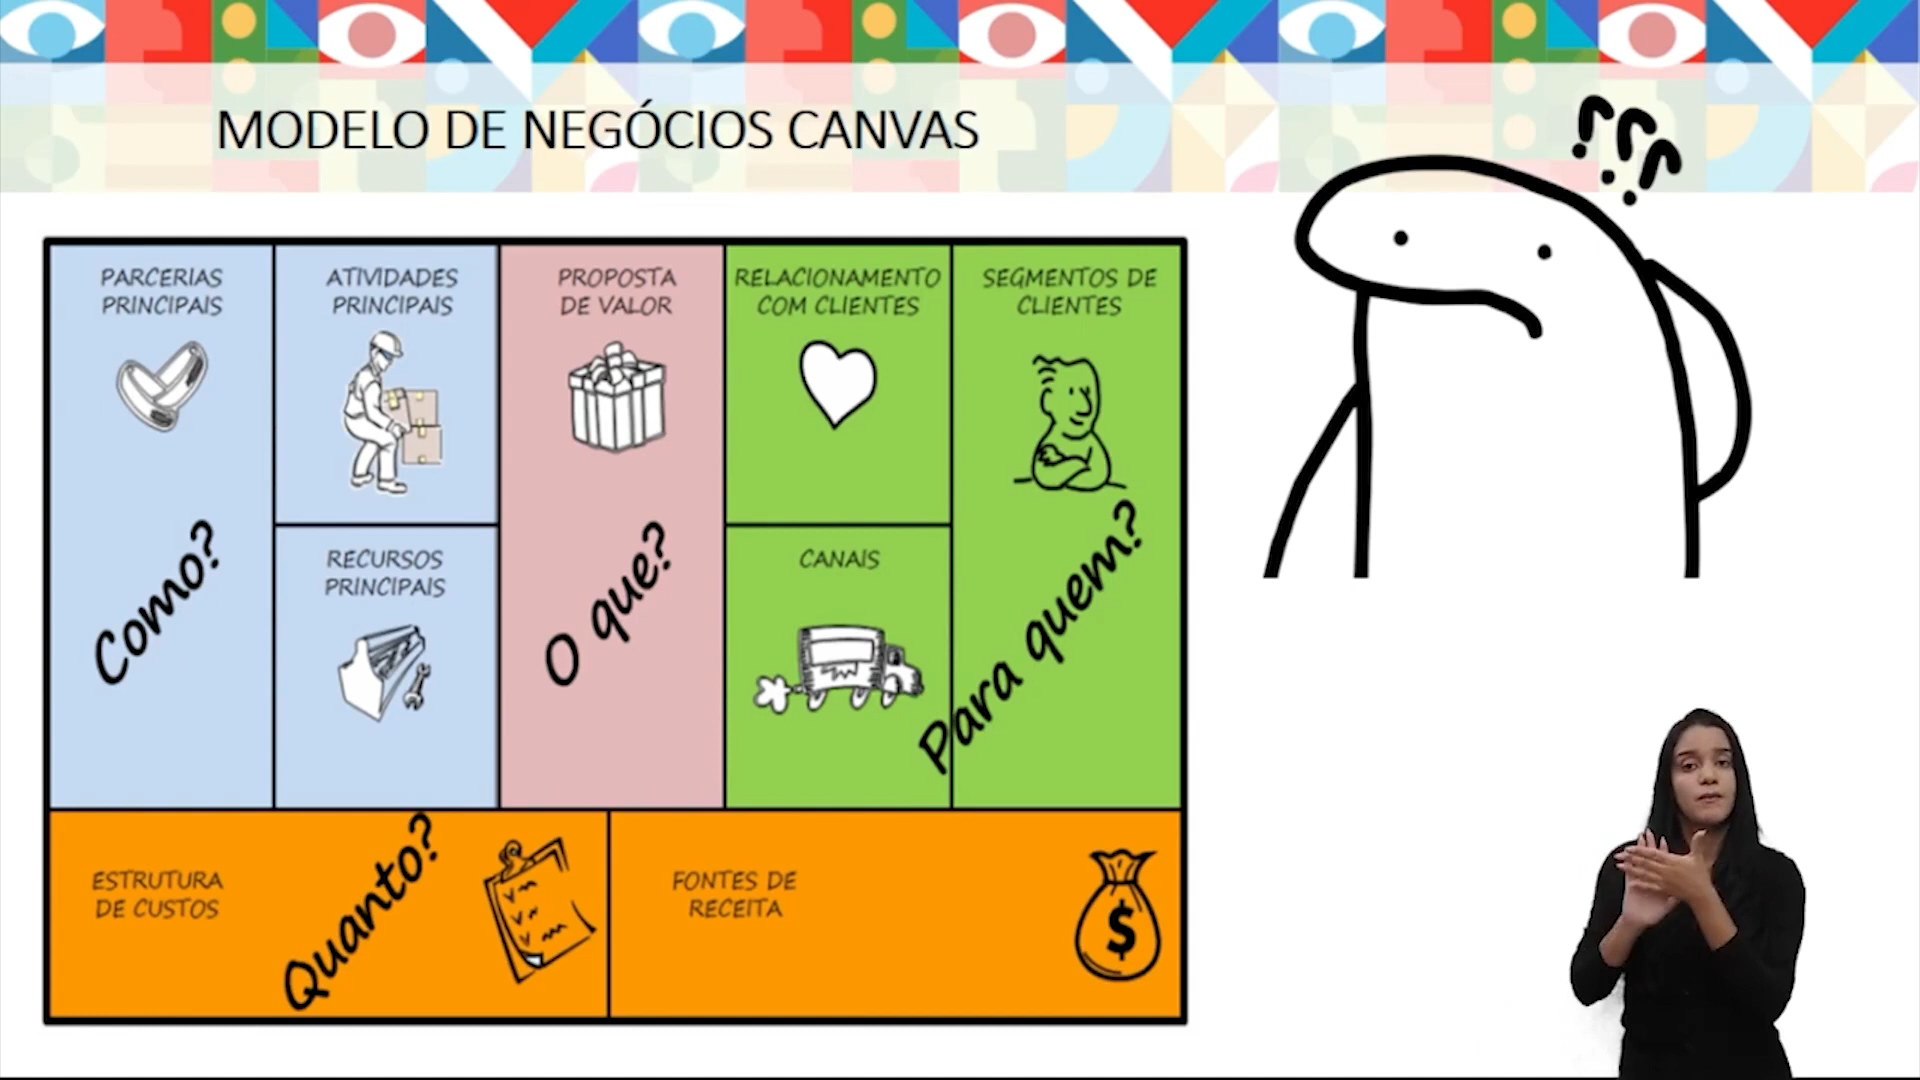 MODELO DE NEGÓCIOS CANVAS
???
PARCERIAS
PRINCIPAIS
Como?
ATIVIDADES
PRINCIPAIS
RECURSOS
PRINCIPAIS
PROPOSTA
DE VALOR
O que?
RELACIONAMENTO
COM CLIENTES
CANAIS
SEGMENTOS DE
CLIENTES
Para quem?
ESTRUTURA
DE CUSTOS
Quanto?
FONTES DE
RECEITA
$